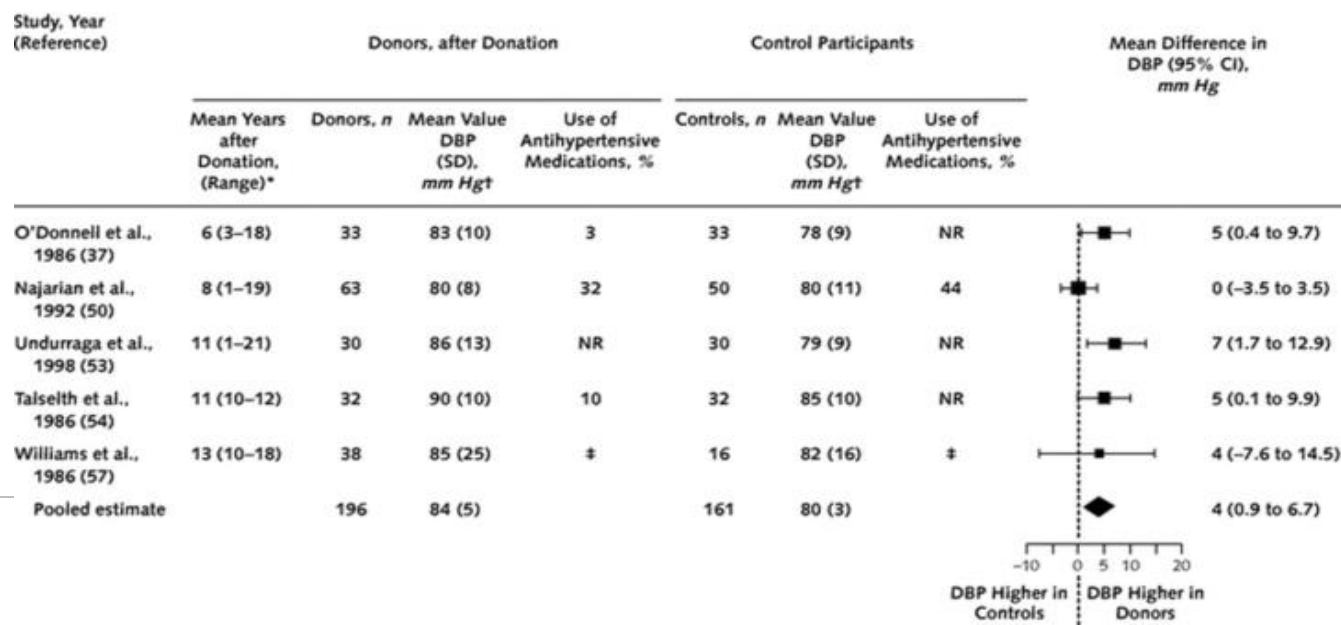 Study, Year
(Reference)
Donors, after Donation
Control Participants
Mean Difference in
DBP (95% CI),
mm Hg
Mean Years
after
Donation,
(Range)*
Donors, n
Mean Value
DBP
(SD),
mm Hg†
Use of
Antihypertensive
Medications, %
Controls, n
Mean Value
DBP
(SD),
mm Hg†
Use of
Antihypertensive
Medications, %
O'Donnell et al., 6 (3–18) 33 83 (10) 3 33 78 (9) NR 5 (0.4 to 9.7)
1986 (37)
Najarian et al., 8 (1–19) 63 80 (8) 32 50 80 (11) 44 0 (–3.5 to 3.5)
1992 (50)
Undurraga et al., 11 (1–21) 30 86 (13) NR 30 79 (9) NR 7 (1.7 to 12.9)
1998 (53)
Talseth et al., 11 (10–12) 32 90 (10) 10 32 85 (10) NR 5 (0.1 to 9.9)
1986 (54)
Williams et al., 13 (10–18) 38 85 (25) ‡ 16 82 (16) ‡ 4 (–7.6 to 14.5)
1986 (57)
Pooled estimate 196 84 (5) 161 80 (3) 4 (0.9 to 6.7)
–10 0 5 10 20
DBP Higher in
Controls
DBP Higher in
Donors